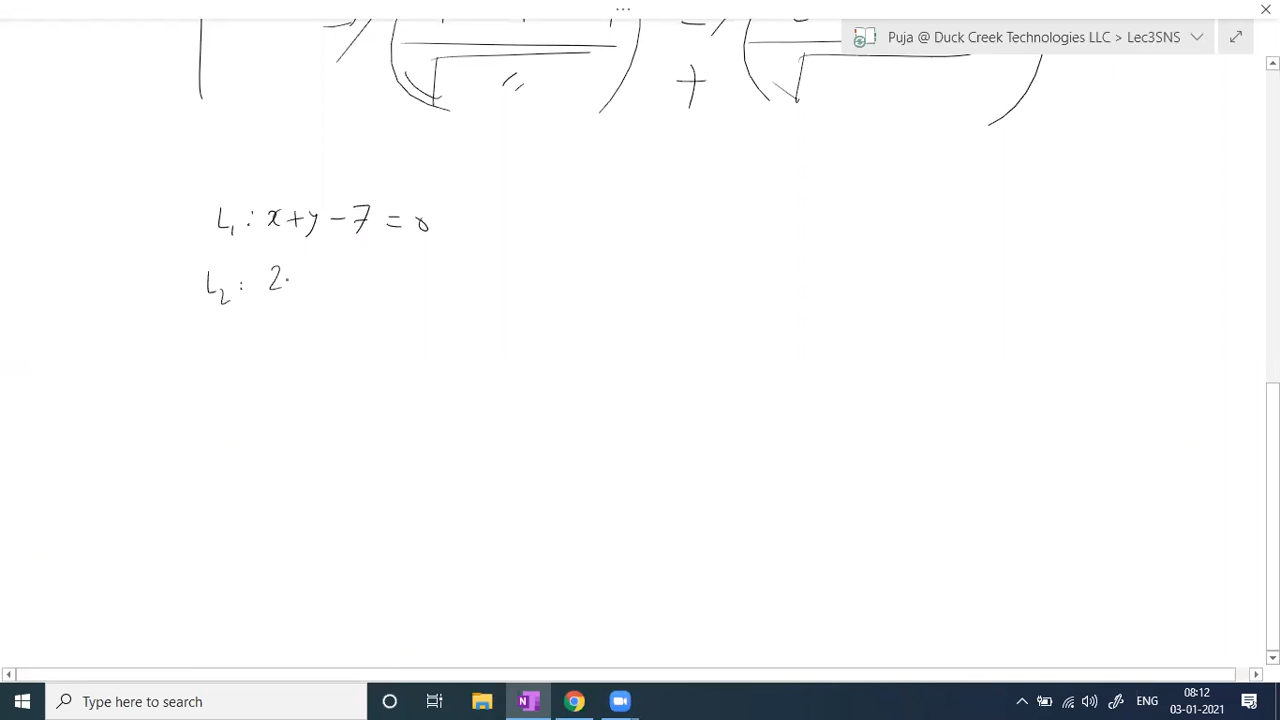 Puja @ Duck Creek Technologies LLC > Lec3SNS
+
L₁ : x+y-7=0
L₂ : 2.
Type here to search
ENG
08:12
03-01-2021